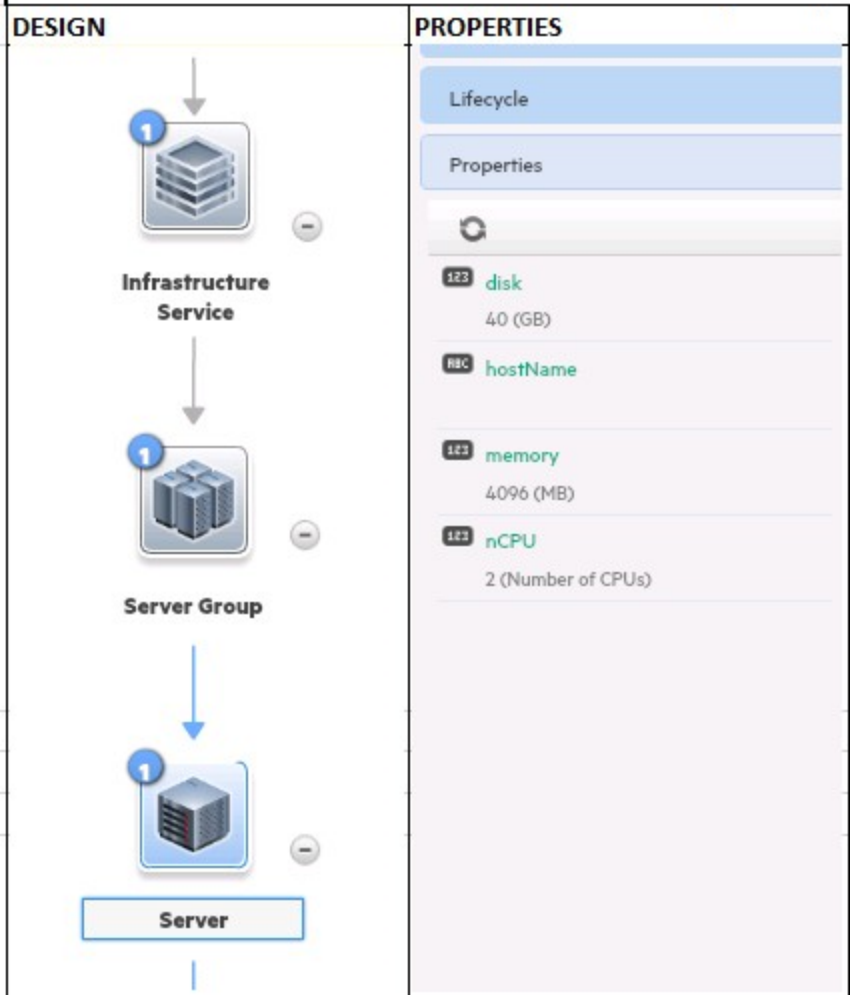 DESIGN
1
Infrastructure
Service
1
Server Group
1
Server
PROPERTIES
Lifecycle
Properties
123 disk
40 (GB)
ABC hostName
123 memory
4096 (MB)
123 nCPU
2 (Number of CPUs)